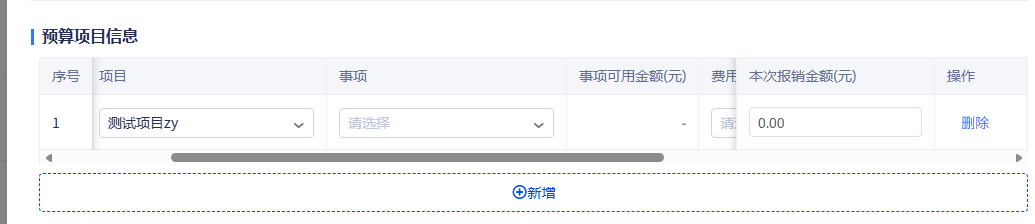 预算项目信息
序号 项目 事项 事项可用金额(元) 费用 本次报销金额(元) 操作
1 测试项目zy 请选择 - 请 0.00 删除
新增